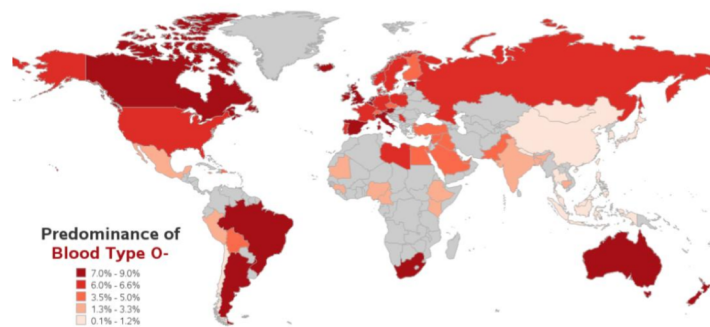 Predominance of
Blood Type O-
7.0% - 9.0%
6.0% - 6.6%
3.5% - 5.0%
1.3% - 3.3%
0.1% - 1.2%